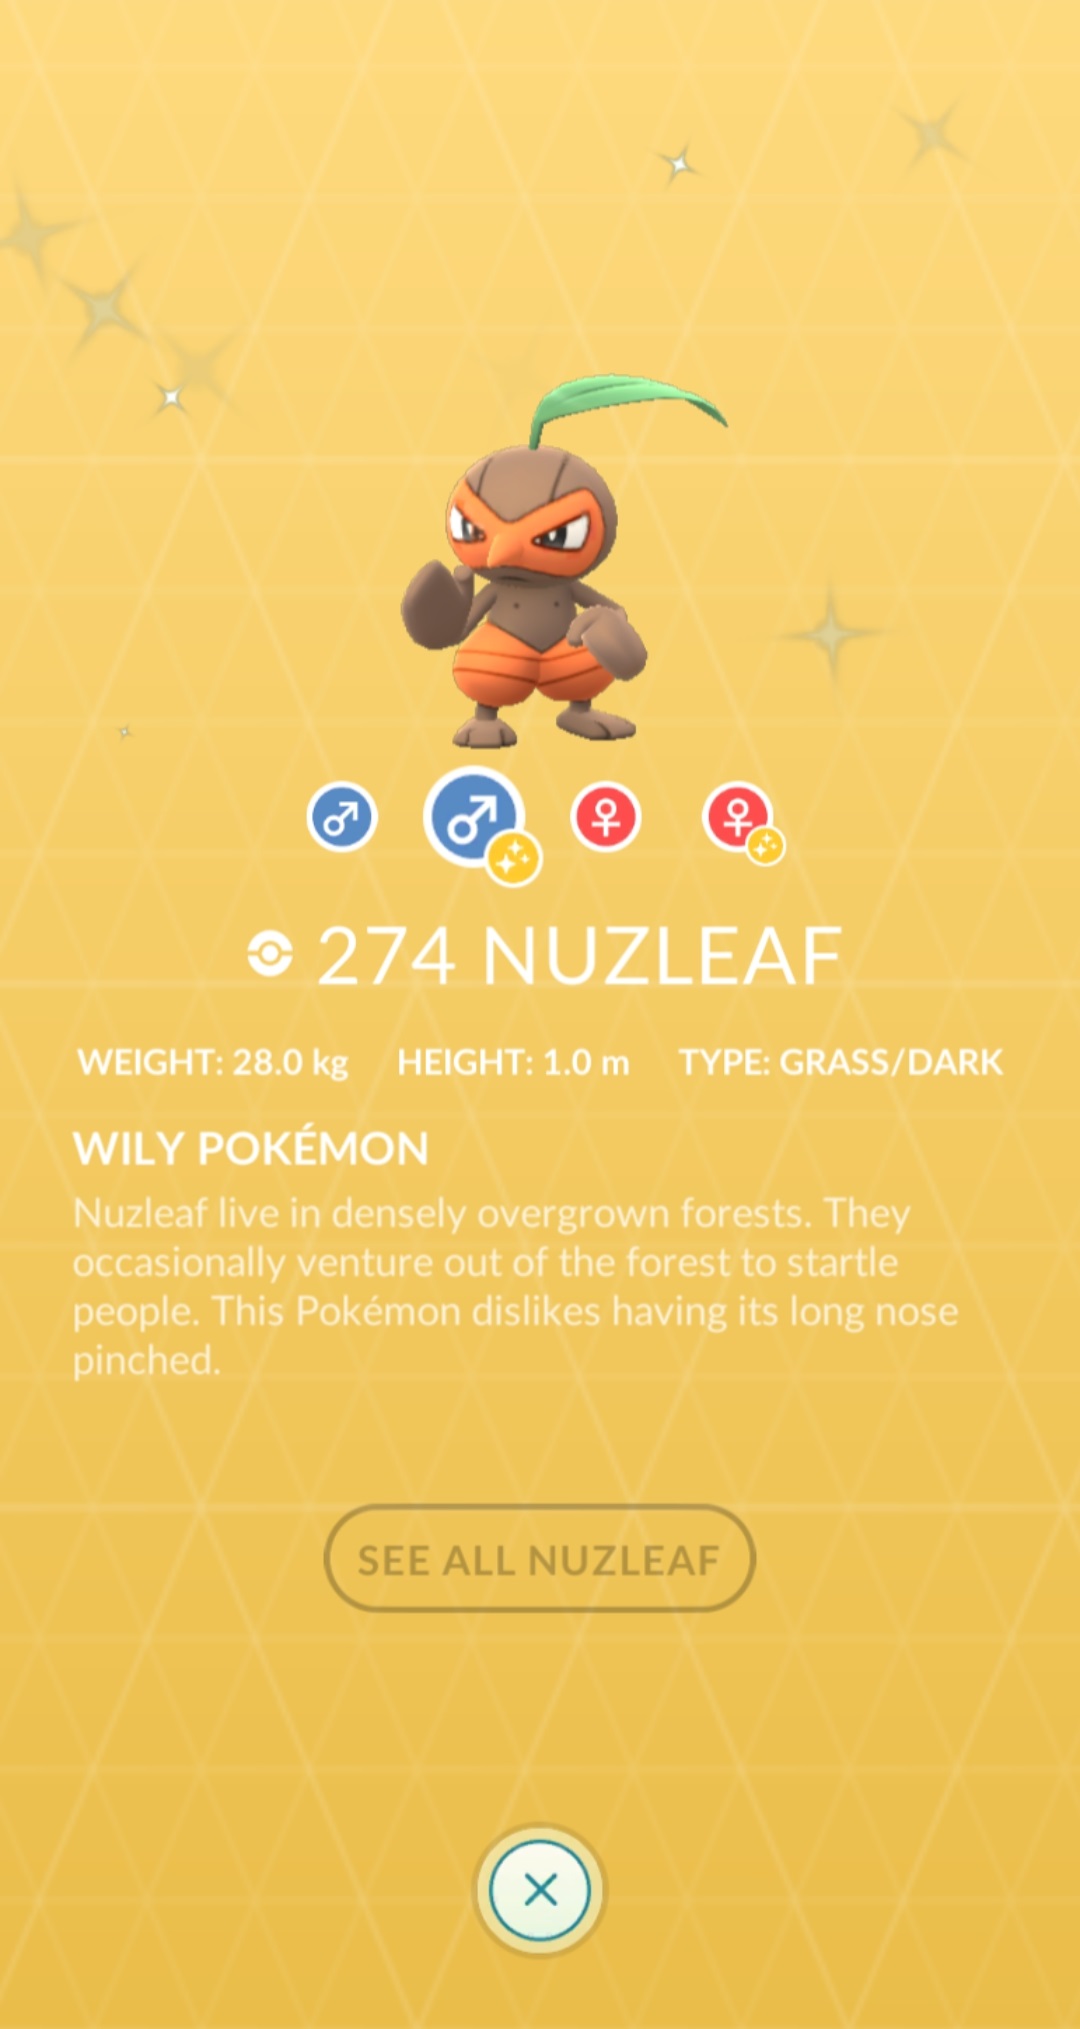 274 NUZLEAF
WEIGHT: 28.0 kg HEIGHT: 1.0 m TYPE: GRASS/DARK
WILY POKÉMON
Nuzleaf live in densely overgrown forests. They
occasionally venture out of the forest to startle
people. This Pokémon dislikes having its long nose
pinched.
SEE ALL NUZLEAF